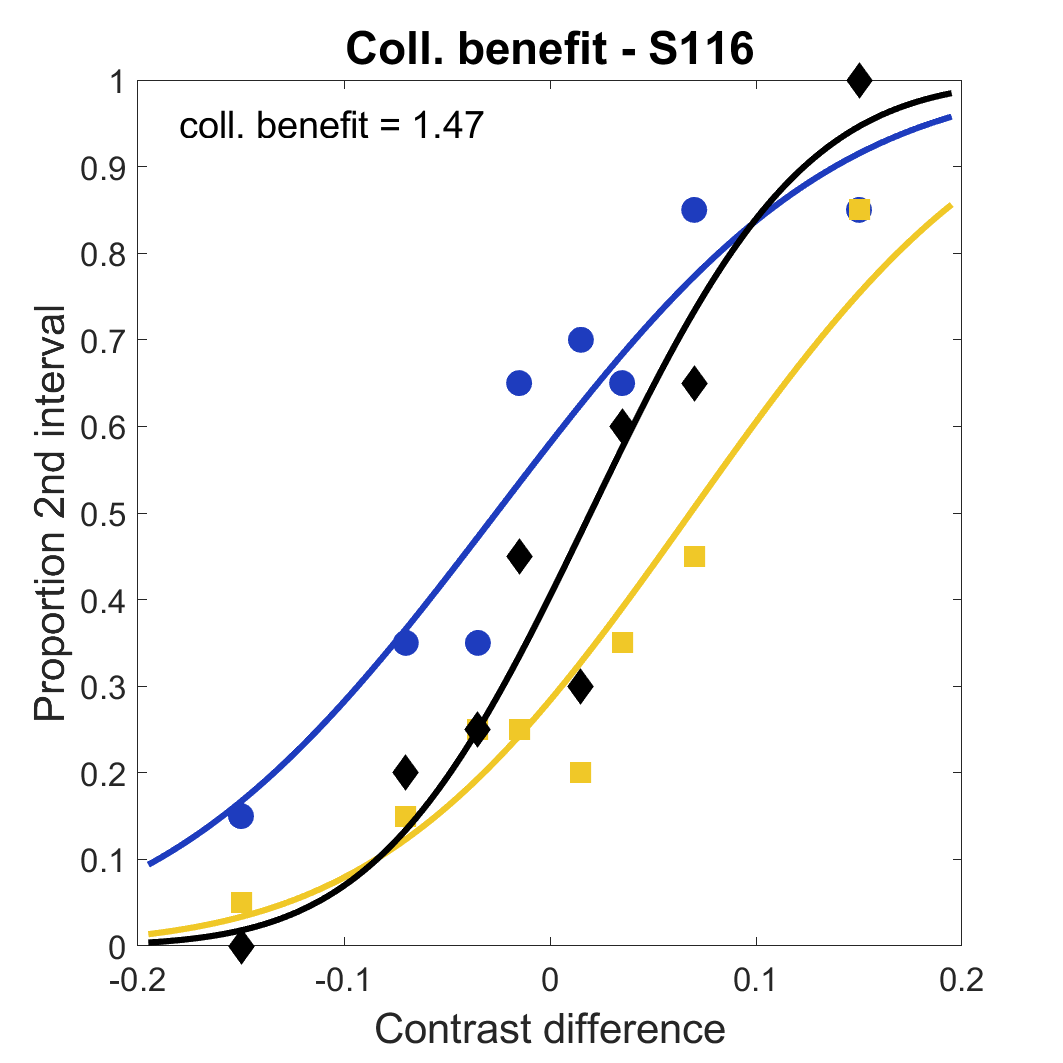 Coll. benefit - S116
coll. benefit = 1.47
Proportion 2nd interval
1
0.9
0.8
0.7
0.6
0.5
0.4
0.3
0.2
0.1
0
-0.2 -0.1 0 0.1 0.2
Contrast difference